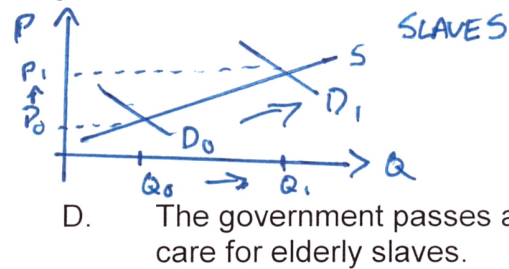 P
SLAVES
P₁
S
P₀
D₁
D₀
Q₀ → Q₁
Q
D. The government passes a
care for elderly slaves.